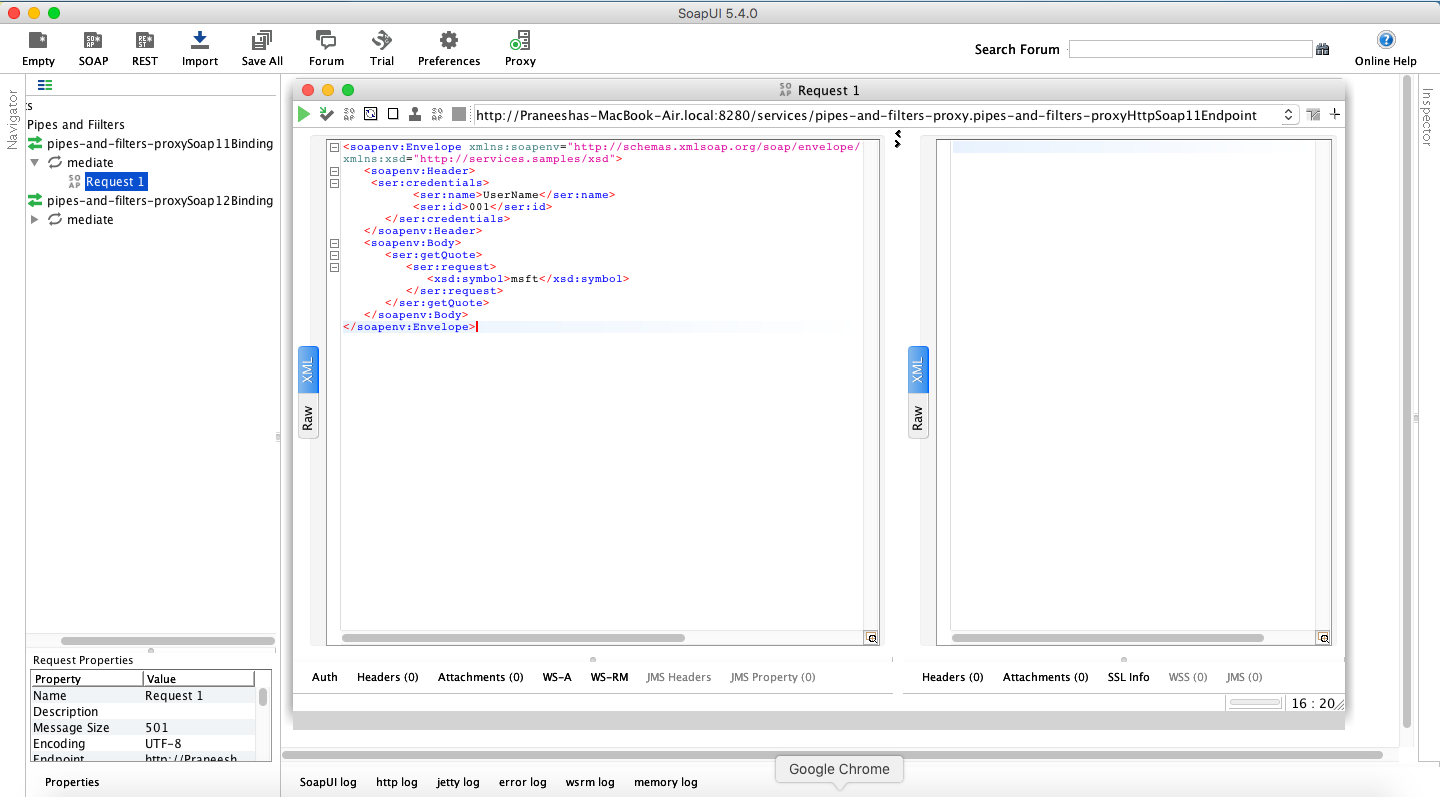 SoapUI 5.4.0
Empty SOAP REST Import Save All Forum Trial Preferences Proxy Search Forum Online Help
Navigator
Inspector
ts
Pipes and Fiilters
pipes-and-filters-proxySoap11Binding
mediate
SO AP Request 1
pipes-and-filters-proxySoap12Binding
mediate
SO AP Request 1
http://Praneeshas-MacBook-Air.local:8280/services/pipes-and-filters-proxy.pipes-and-filters-proxyHttpSoap11Endpoint
<soapenv:Envelope xmlns:soapenv="http://schemas.xmlsoap.org/soap/envelope/
xmlns:xsd="http://services.samples/xsd">
<soapenv:Header>
<ser:credentials>
<ser:name>UserName</ser:name>
<ser:id>001</ser:id>
</ser:credentials>
</soapenv:Header>
<soapenv:Body>
<ser:getQuote>
<ser:request>
<xsd:symbol>msft</xsd:symbol>
</ser:request>
</ser:getQuote>
</soapenv:Body>
</soapenv:Envelope>
XML
Raw
XML
Raw
Auth Headers (0) Attachments (0) WS-A WS-RM JMS Headers JMS Property (0)
Headers (0) Attachments (0) SSL Info WSS (0) JMS (0)
16 : 20
Request Properties
Property Value
Name Request 1
Description
Message Size 501
Encoding UTF-8
Endpoint http://Praneesh
Properties
SoapUI log http log jetty log error log wsrm log memory log
Google Chrome